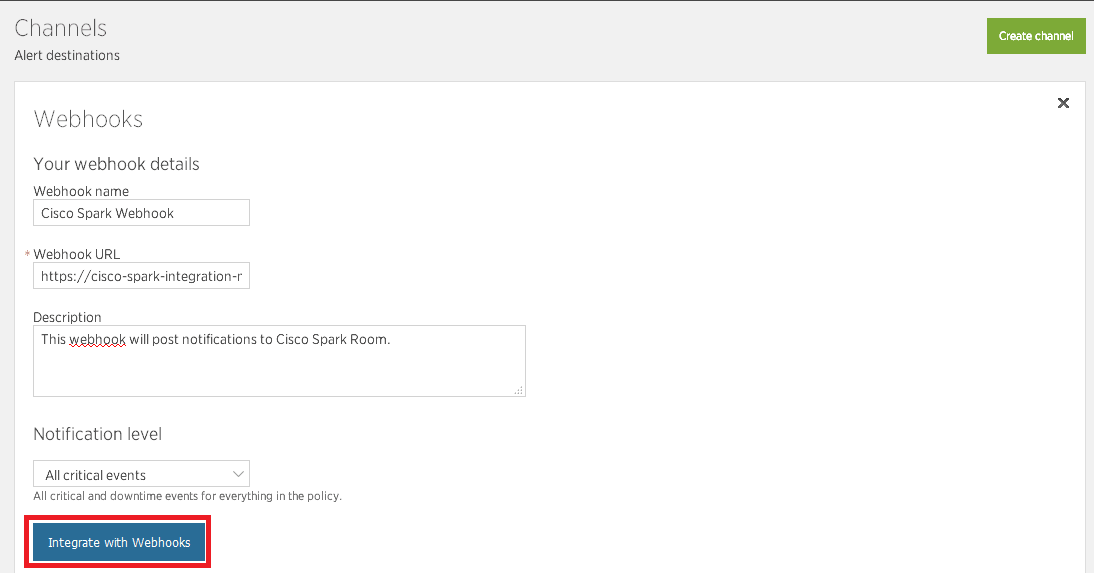 Channels
Create channel
Alert destinations
Webhooks
Your webhook details
Webhook name
Cisco Spark Webhook
* Webhook URL
https://cisco-spark-integration-r
Description
This webhook will post notifications to Cisco Spark Room.
Notification level
All critical events
All critical and downtime events for everything in the policy.
Integrate with Webhooks